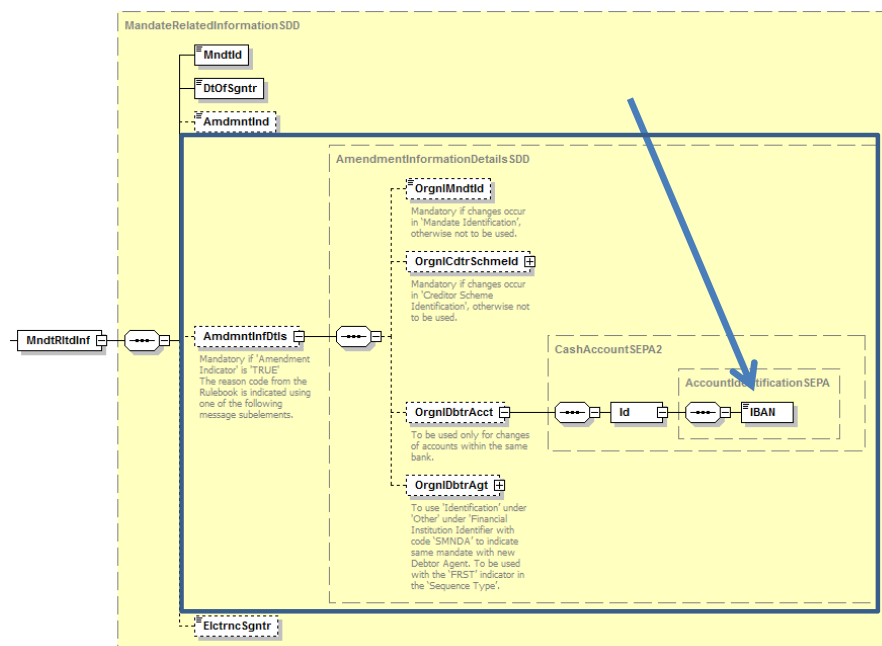 MandateRelatedInformationSDD
MndtId
DtOfSgntr
AmdmntInd
AmendmentInformationDetailsSDD
OrgnlMndtId
Mandatory if changes occur
in 'Mandate Identification',
otherwise not to be used.
OrgnlCdtrSchmeId
Mandatory if changes occur
in 'Creditor Scheme
Identification', otherwise not
to be used.
MndtRltdInf
AmdmntInfDtls
Mandatory if 'Amendment
Indicator' is 'TRUE'
The reason code from the
Rulebook is indicated using
one of the following
message subelements.
CashAccountSEPA2
AccountIdentificationSEPA
OrgnlDbtrAcct
Id
IBAN
To be used only for changes
of accounts within the same
bank.
OrgnlDbtrAgt
To use 'Identification' under
'Other' under 'Financial
Institution Identifier with
code 'SMNDA' to indicate
same mandate with new
Debtor Agent. To be used
with the 'FRST' indicator in
the 'Sequence Type'.
ElctrncSgntr